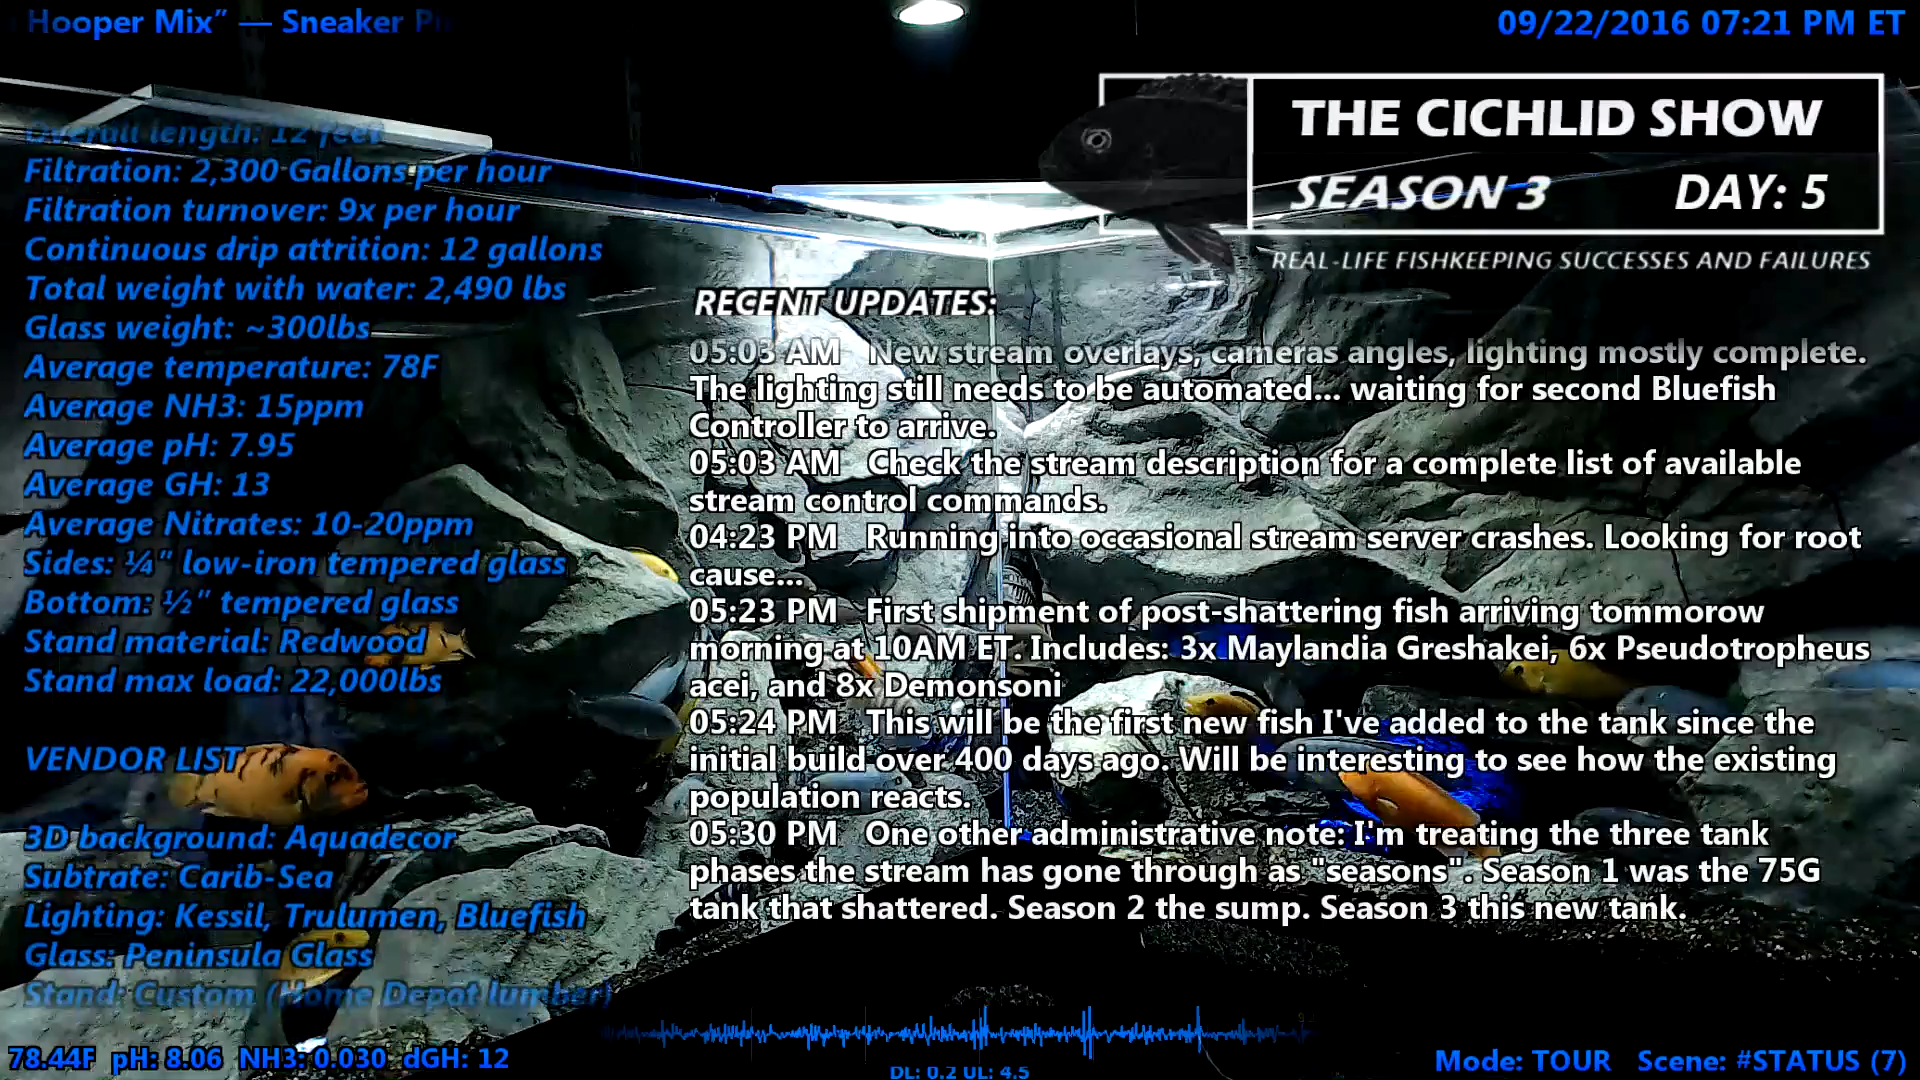 Hooper Mix” — Sneaker
09/22/2016 07:21 PM ET
THE CICHLID SHOW
SEASON 3 DAY: 5
REAL-LIFE FISHKEEPING SUCCESSES AND FAILURES
Overall length: 12 feet
Filtration: 2,300 Gallons per hour
Filtration turnover: 9x per hour
Continuous drip attrition: 12 gallons
Total weight with water: 2,490 lbs
Glass weight: ~300lbs
Average temperature: 78F
Average NH3: 15ppm
Average pH: 7.95
Average GH: 13
Average Nitrates: 10-20ppm
Sides: ¼" low-iron tempered glass
Bottom: ½" tempered glass
Stand material: Redwood
Stand max load: 22,000lbs
VENDOR LIST
3D background: Aquadecor
Subtrate: Carib-Sea
Lighting: Kessil, Trulumen, Bluefish
Glass: Peninsula Glass
Stand: Custom (Home Depot lumber)
RECENT UPDATES:
05:03 AM New stream overlays, cameras angles, lighting mostly complete.
The lighting still needs to be automated... waiting for second Bluefish
Controller to arrive.
05:03 AM Check the stream description for a complete list of available
stream control commands.
04:23 PM Running into occasional stream server crashes. Looking for root
cause...
05:23 PM First shipment of post-shattering fish arriving tommorow
morning at 10AM ET. Includes: 3x Maylandia Greshakei, 6x Pseudotropheus
acei, and 8x Demonsoni
05:24 PM This will be the first new fish I've added to the tank since the
initial build over 400 days ago. Will be interesting to see how the existing
population reacts.
05:30 PM One other administrative note: I'm treating the three tank
phases the stream has gone through as "seasons". Season 1 was the 75G
tank that shattered. Season 2 the sump. Season 3 this new tank.
78.44F pH: 8.06 NH3: 0.030 dGH: 12
DL: 0.2 UL: 4.5
Mode: TOUR Scene: #STATUS (7)